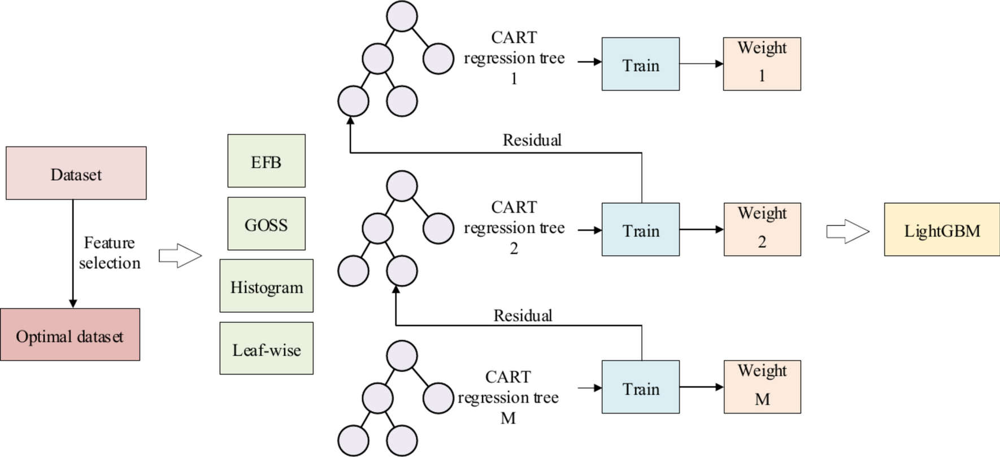 Dataset
Feature
selection
Optimal dataset
EFB
GOSS
Histogram
Leaf-wise
CART
regression tree
1
Train
Weight
1
Residual
CART
regression tree
2
Train
Weight
2
Residual
CART
regression tree
M
Train
Weight
M
LightGBM